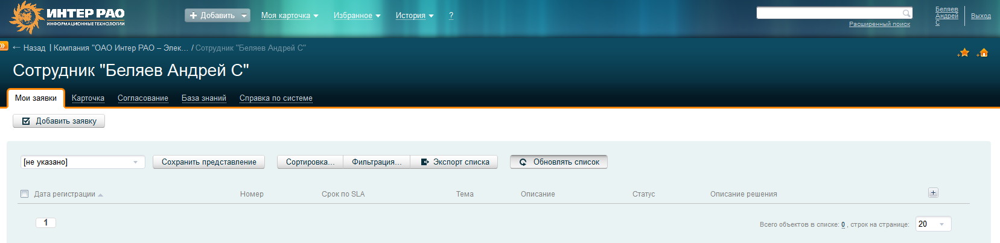 ИНТЕР РАО
ИНФОРМАЦИОННЫЕ ТЕХНОЛОГИИ
Добавить
Моя карточка
Избранное
История
?
Расширенный поиск
Беляев
Андрей
С
Выход
» ← Назад | Компания "ОАО Интер РАО – Элек... / Сотрудник "Беляев Андрей С"
Сотрудник "Беляев Андрей С"
Мои заявки Карточка Согласование База знаний Справка по системе
Добавить заявку
[не указано] Сохранить представление Сортировка... Фильтрация... Экспорт списка Обновлять список
Дата регистрации Номер Срок по SLA Тема Описание Статус Описание решения
1
Всего объектов в списке: 0 , строк на странице: 20